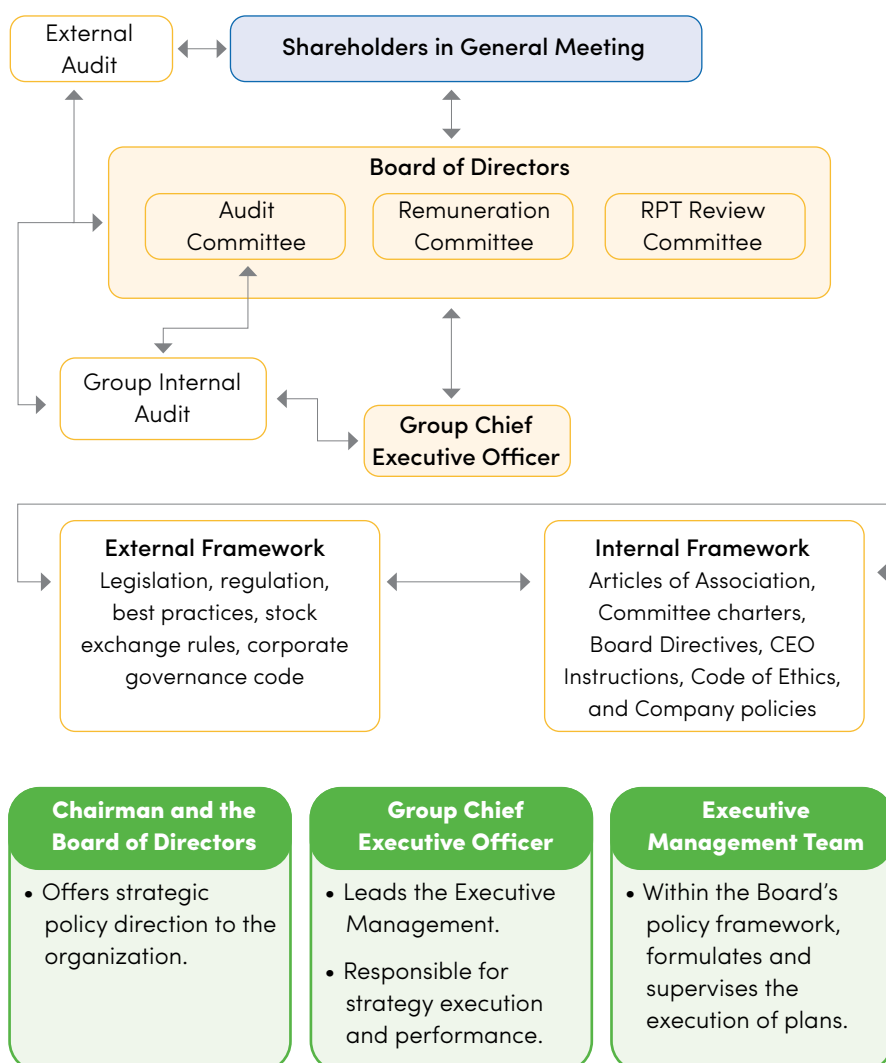 External
Audit
Shareholders in General Meeting
Board of Directors
Audit
Committee
Remuneration
Committee
RPT Review
Committee
Group Internal
Audit
Group Chief
Executive Officer
External Framework
Legislation, regulation,
best practices, stock
exchange rules, corporate
governance code
Internal Framework
Articles of Association,
Committee charters,
Board Directives, CEO
Instructions, Code of Ethics,
and Company policies
Chairman and the
Board of Directors
• Offers strategic
policy direction to the
organization.
Group Chief
Executive Officer
• Leads the Executive
Management.
• Responsible for
strategy execution
and performance.
Executive
Management Team
• Within the Board’s
policy framework,
formulates and
supervises the
execution of plans.